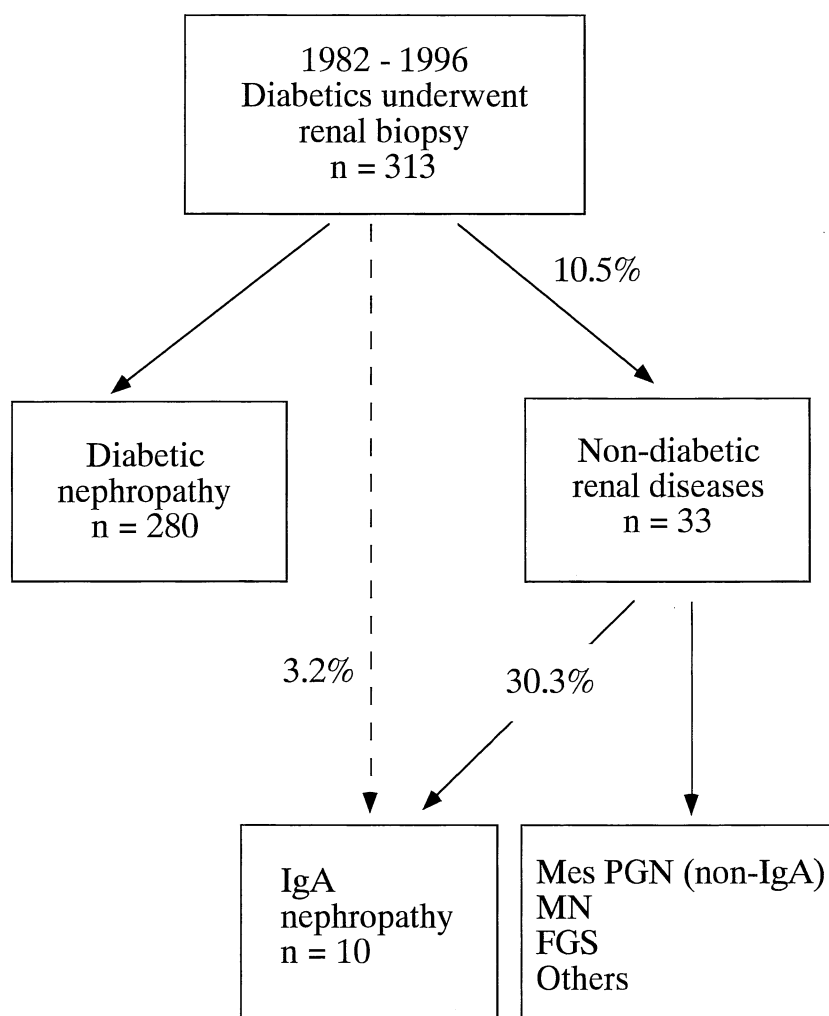 1982 - 1996
Diabetics underwent
renal biopsy
n = 313
10.5%
Diabetic
nephropathy
n = 280
Non-diabetic
renal diseases
n = 33
3.2%
30.3%
IgA
nephropathy
n = 10
Mes PGN (non-IgA)
MN
FGS
Others